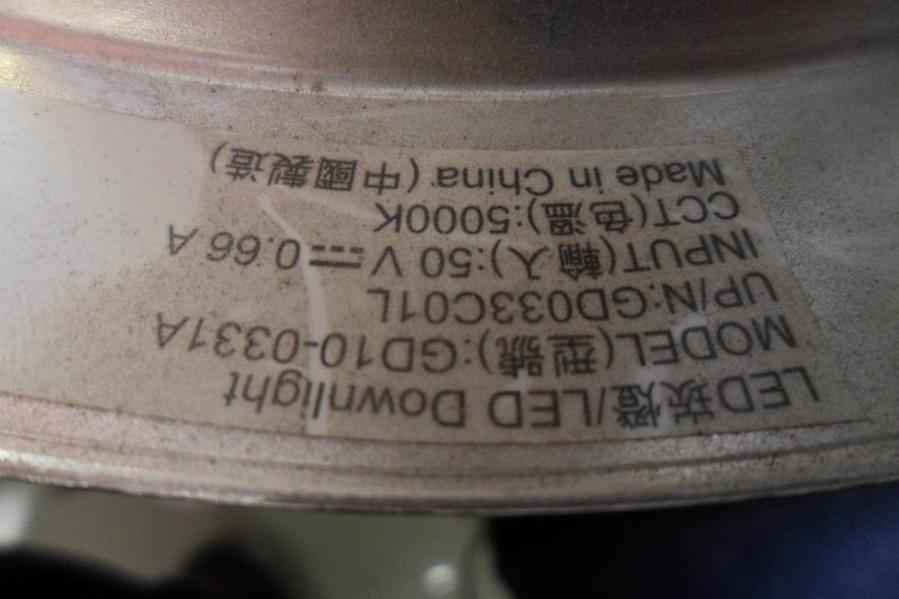 LED崁燈/LED Downlight
MODEL(型號):GD10-0331A
UP/N:GD033C01L
INPUT(輸入):50 V⎓0.66 A
CCT(色溫):5000K
Made in China (中國製造)